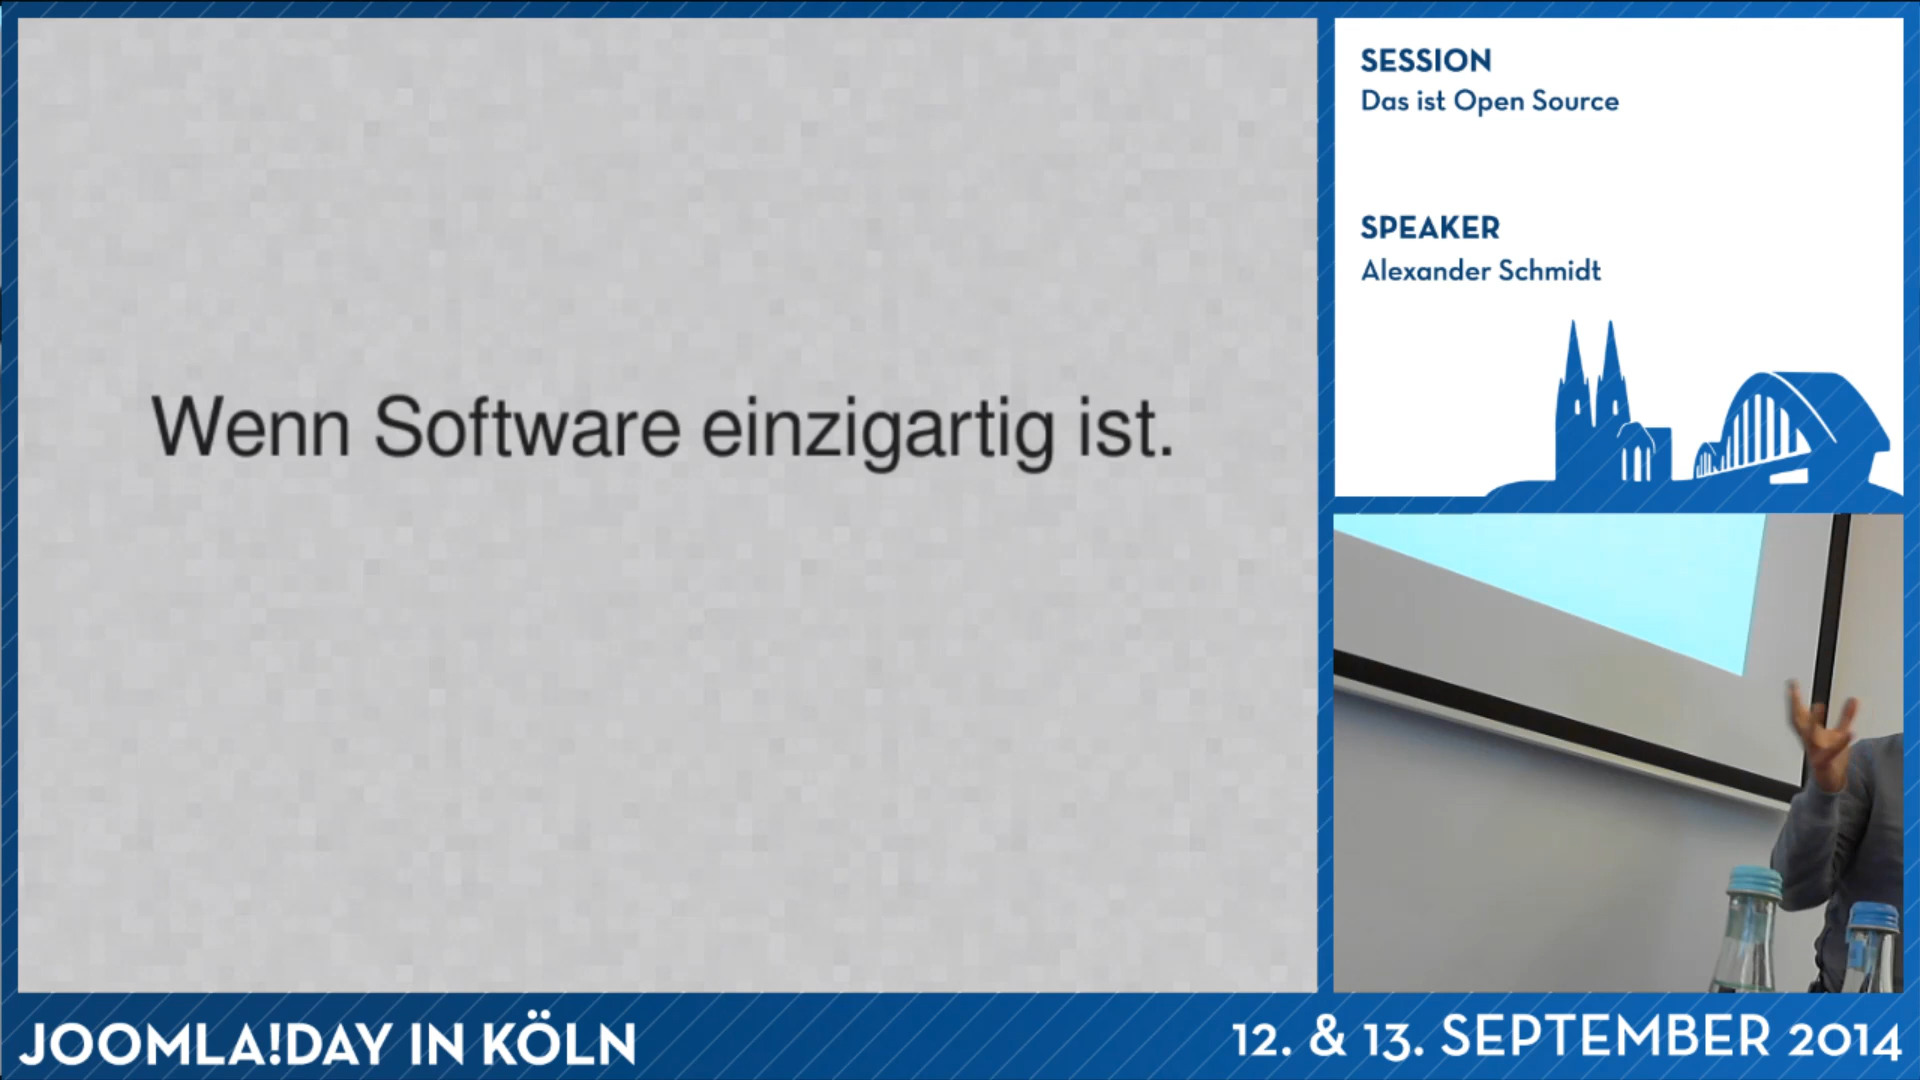 Wenn Software einzigartig ist.
SESSION
Das ist Open Source
SPEAKER
Alexander Schmidt
JOOMLA!DAY IN KÖLN
12. & 13. SEPTEMBER 2014